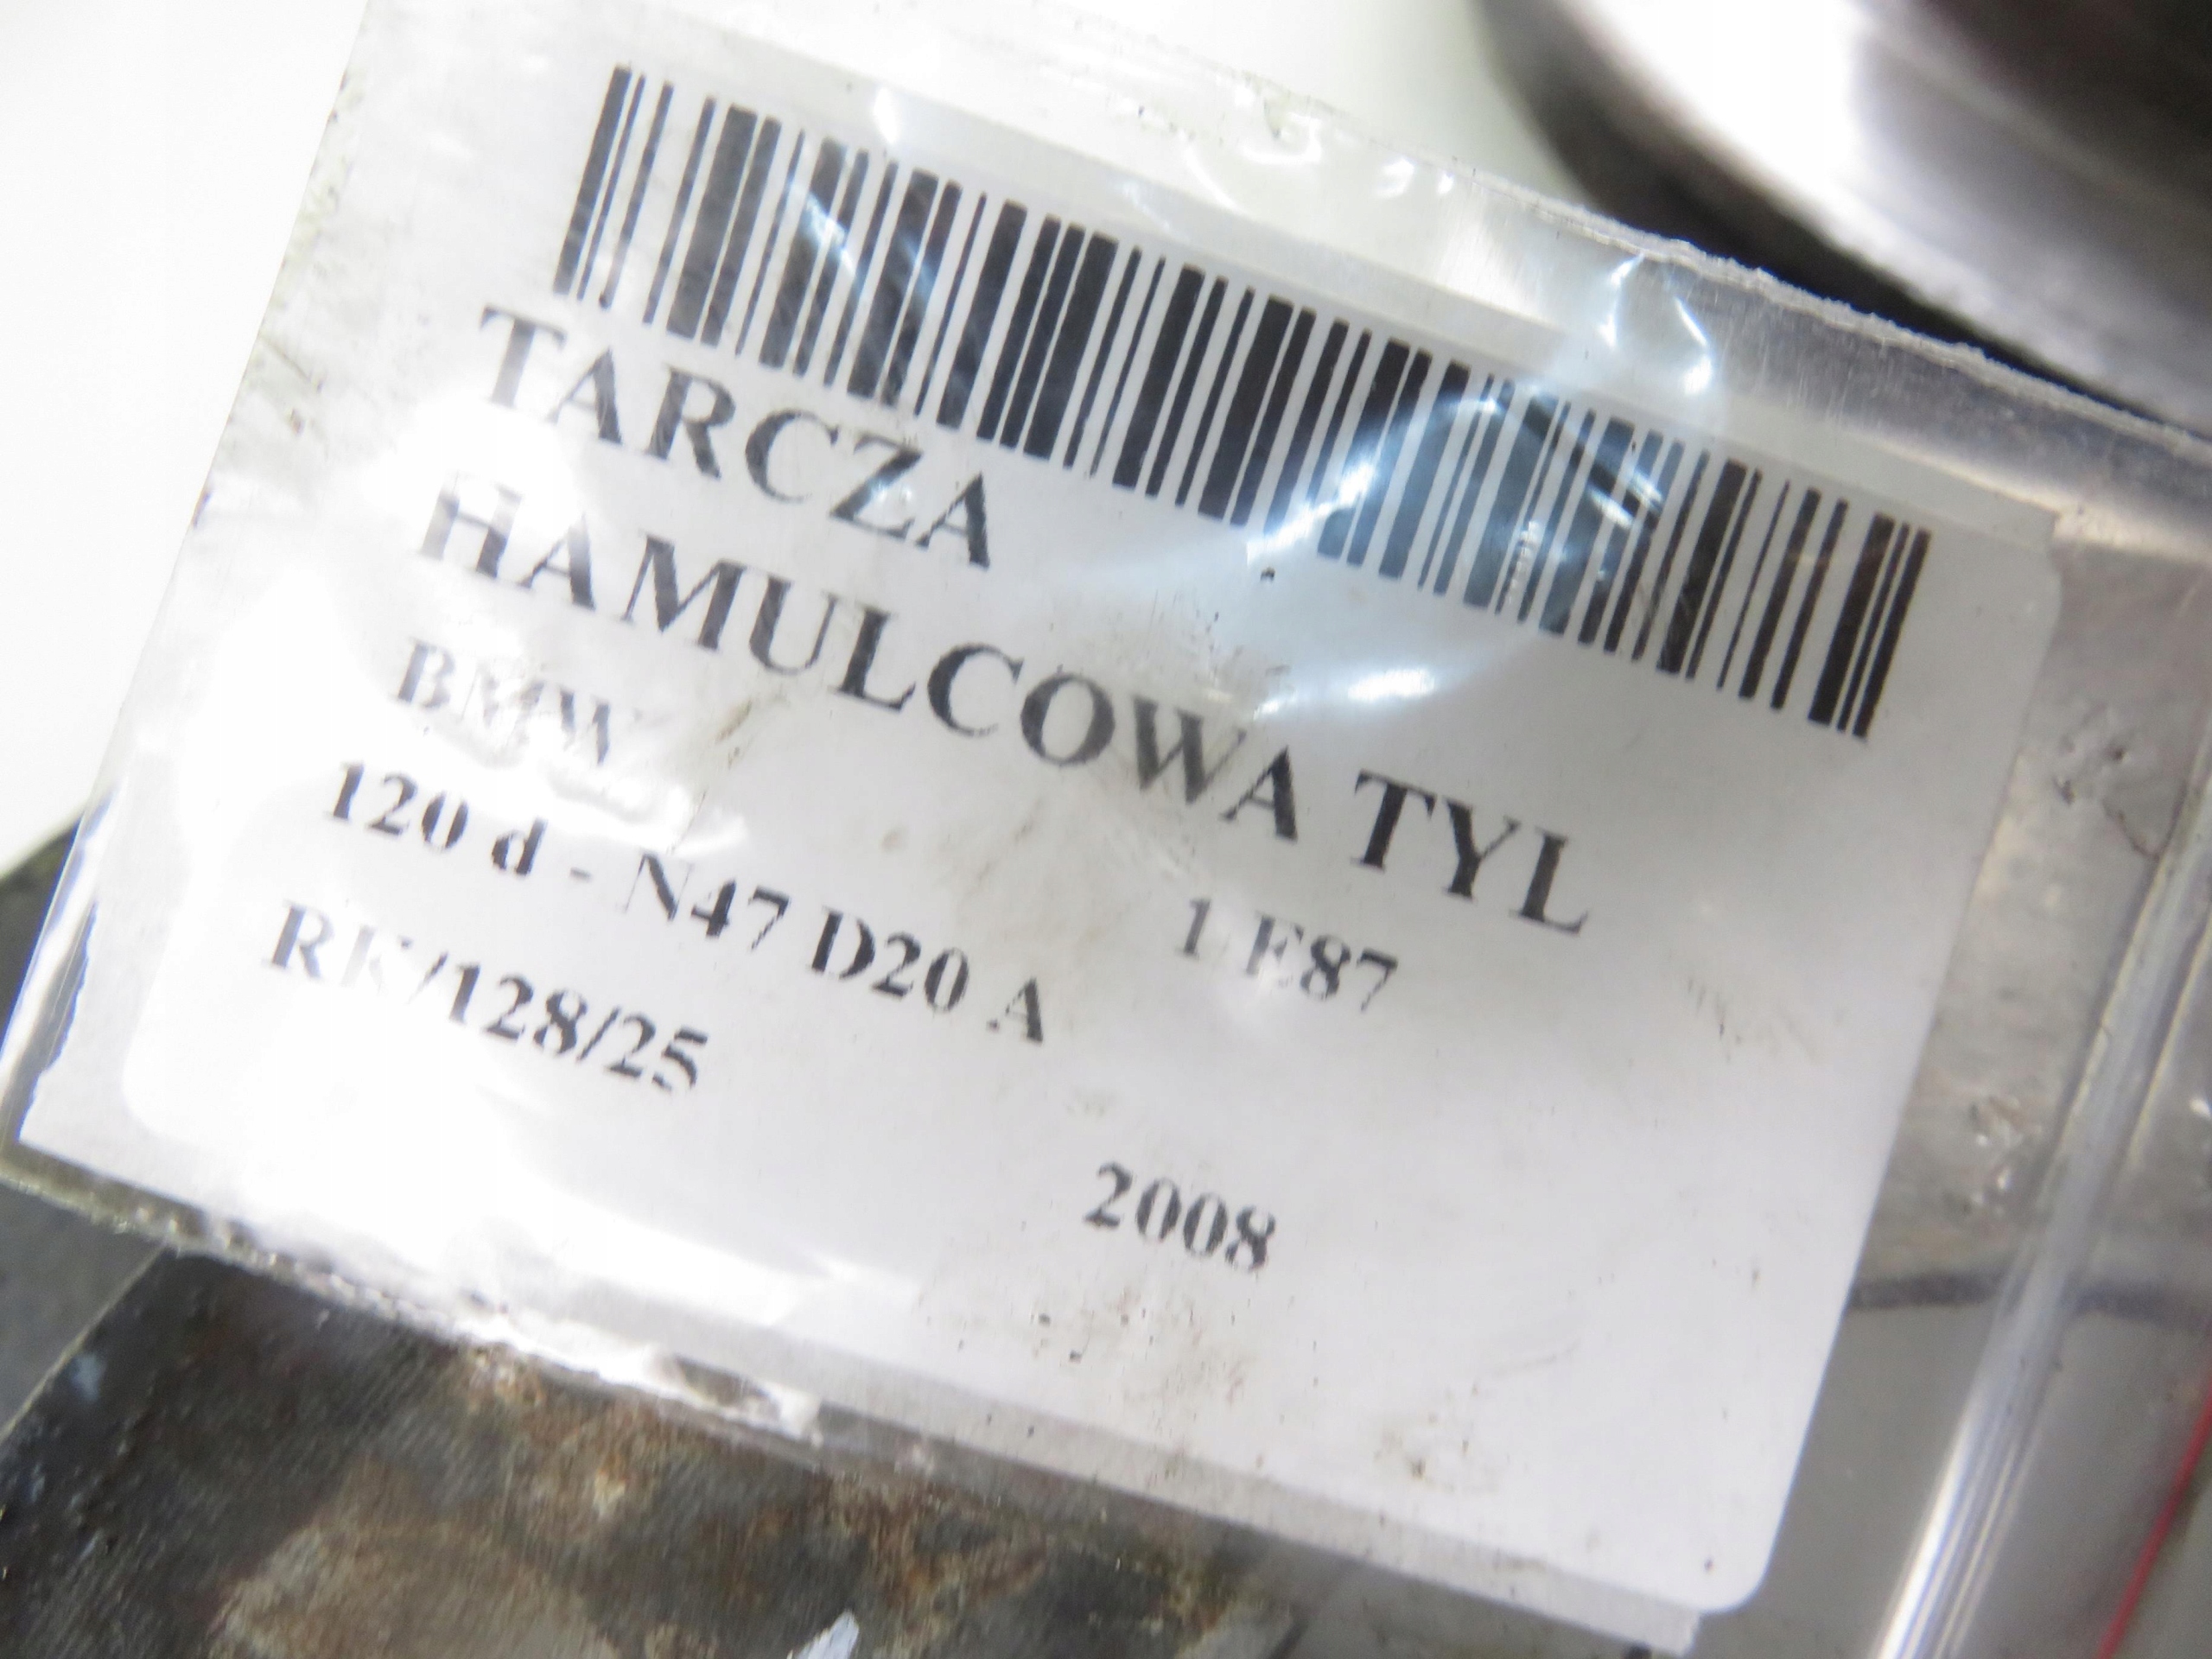 TARCZA
HAMULCOWA TYL
BMW 1 E87
120 d - N47 D20 A
RK/128/25
2008